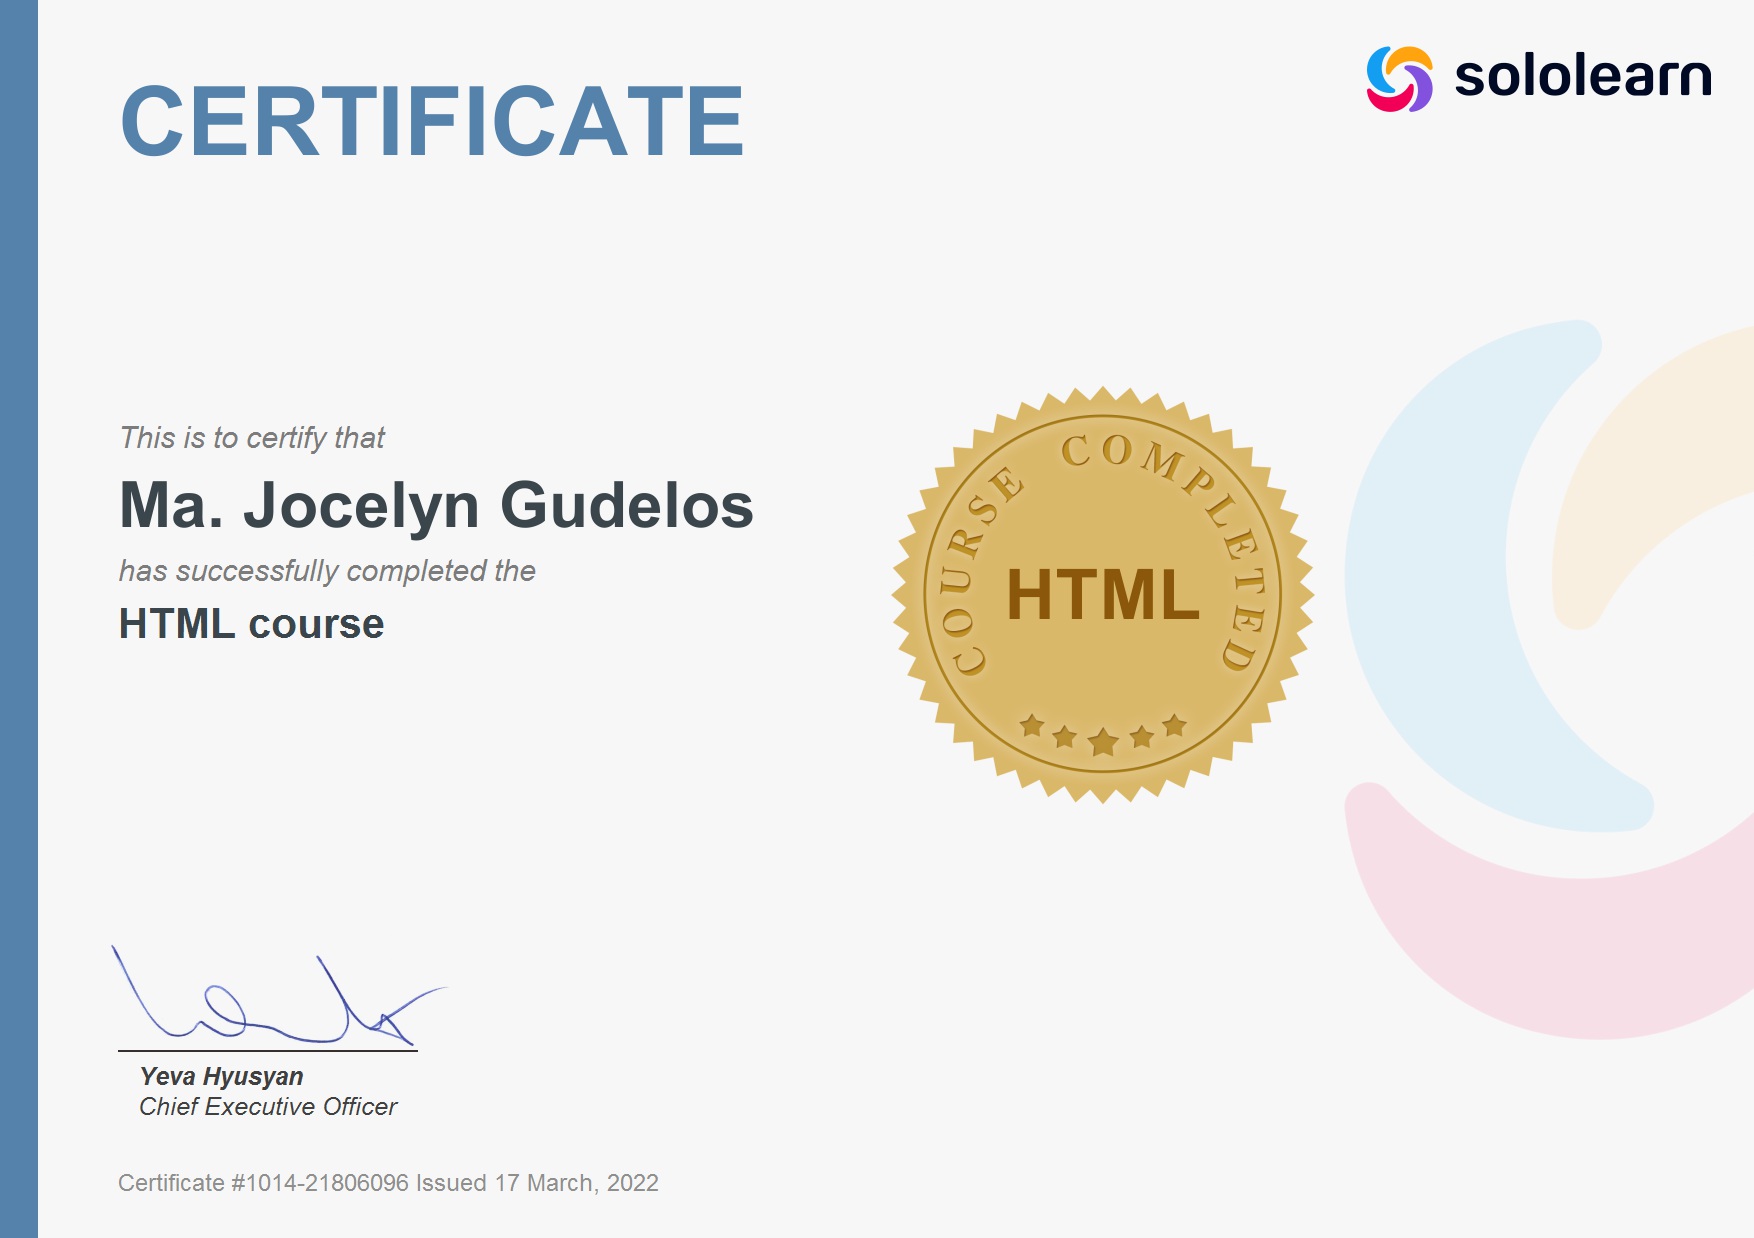 CERTIFICATE
sololearn
This is to certify that
Ma. Jocelyn Gudelos
has successfully completed the
HTML course
COURSE COMPLETED
HTML
Yeva Hyusyan
Chief Executive Officer
Certificate #1014-21806096 Issued 17 March, 2022